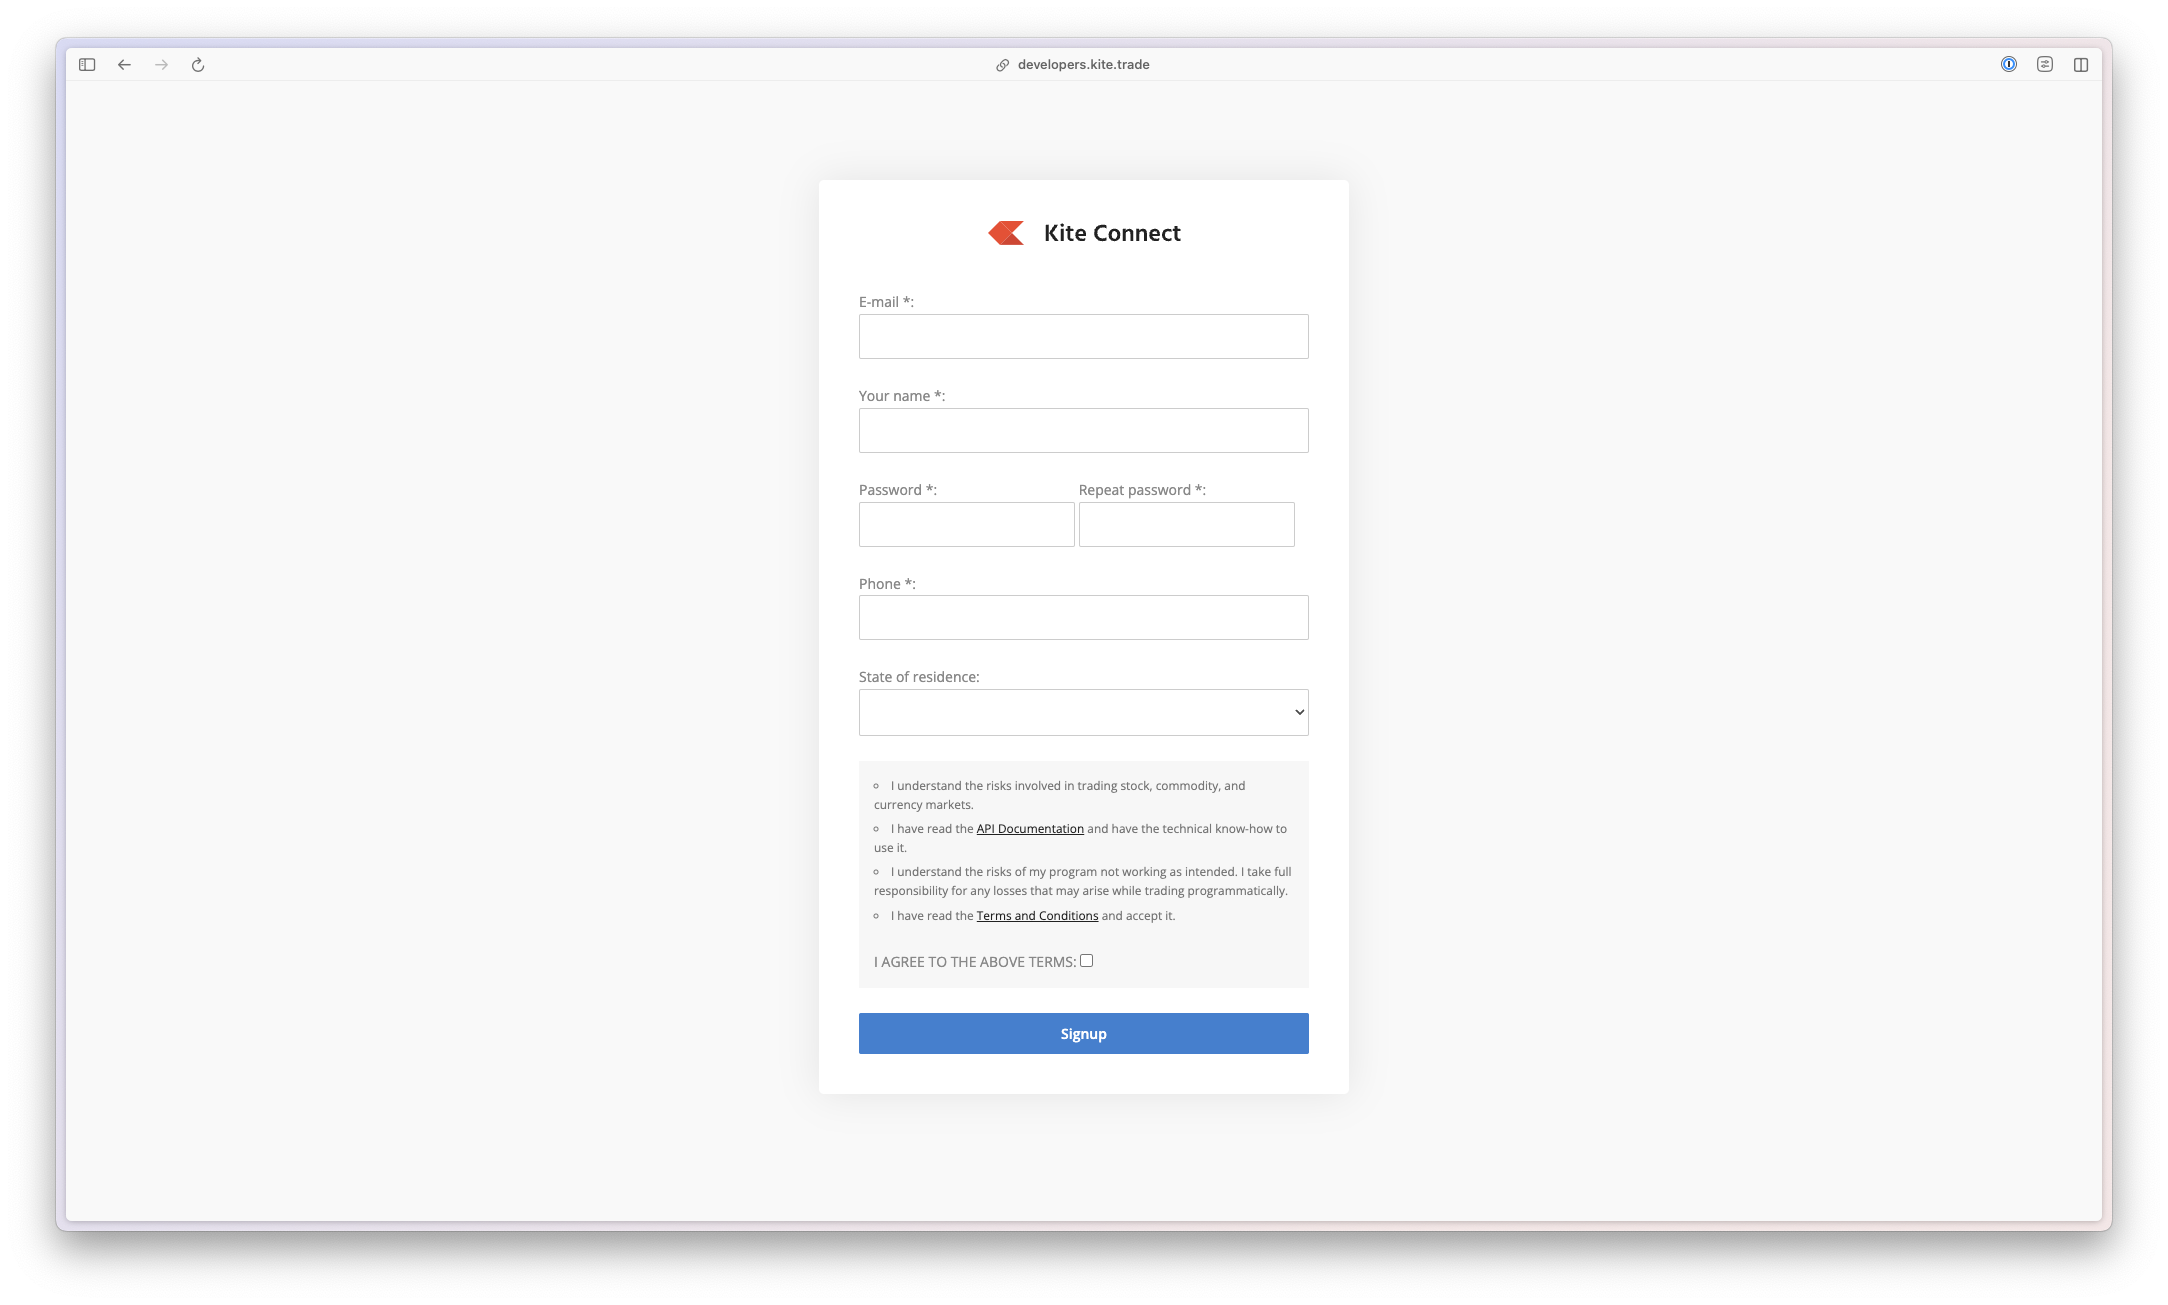 developers.kite.trade
Kite Connect
E-mail *:
Your name *:
Password *:
Repeat password *:
Phone *:
State of residence:
I understand the risks involved in trading stock, commodity, and
currency markets.
I have read the API Documentation and have the technical know-how to
use it.
I understand the risks of my program not working as intended. I take full
responsibility for any losses that may arise while trading programmatically.
I have read the Terms and Conditions and accept it.
I AGREE TO THE ABOVE TERMS:
Signup